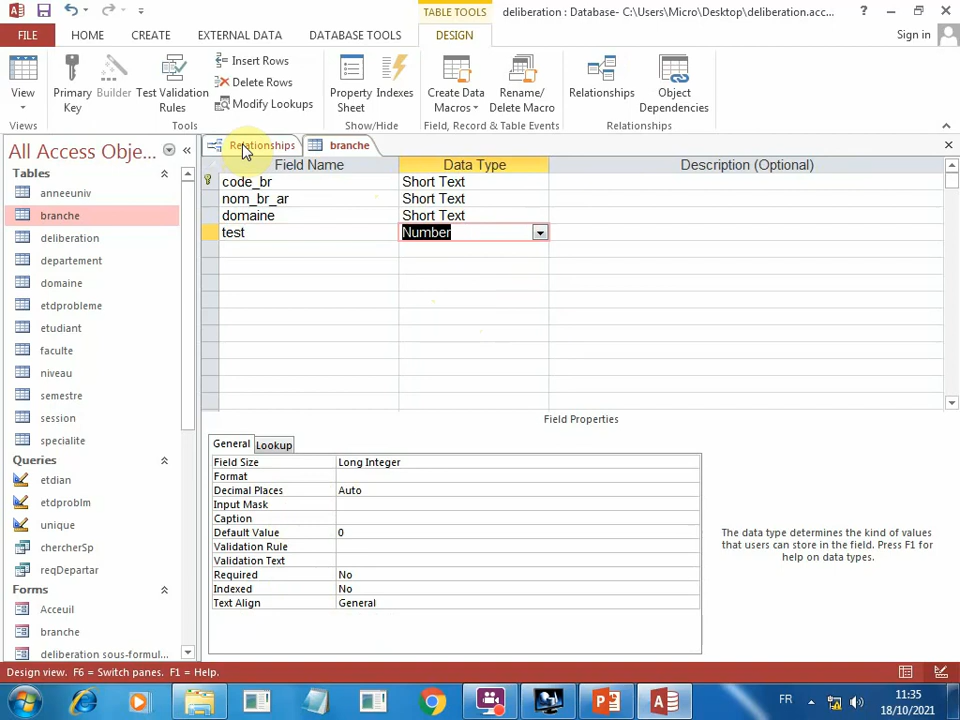 TABLE TOOLS
deliberation : Database- C:\Users\Micro\Desktop\deliberation.acc...
?
FILE
HOME
CREATE
EXTERNAL DATA
DATABASE TOOLS
DESIGN
Sign in
View
Primary Key
Builder
Test Validation Rules
Insert Rows
Delete Rows
Modify Lookups
Property Sheet
Indexes
Create Data Macros
Rename/ Delete Macro
Relationships
Object Dependencies
Views
Tools
Show/Hide
Field, Record & Table Events
Relationships
All Access Obje...
Relationships
branche
Field Name
Data Type
Description (Optional)
code_br
Short Text
nom_br_ar
Short Text
domaine
Short Text
test
Number
Tables
anneeuniv
branche
deliberation
departement
domaine
etdprobleme
etudiant
faculte
niveau
semestre
session
specialite
Queries
etdian
etdproblm
unique
chercherSp
reqDepartar
Forms
Acceuil
branche
deliberation sous-formul...
Field Properties
General
Lookup
Field Size
Long Integer
Format
Decimal Places
Auto
Input Mask
Caption
Default Value
0
Validation Rule
Validation Text
Required
No
Indexed
No
Text Align
General
The data type determines the kind of values
that users can store in the field. Press F1 for
help on data types.
Design view. F6 = Switch panes. F1 = Help.
FR
11:35
18/10/2021